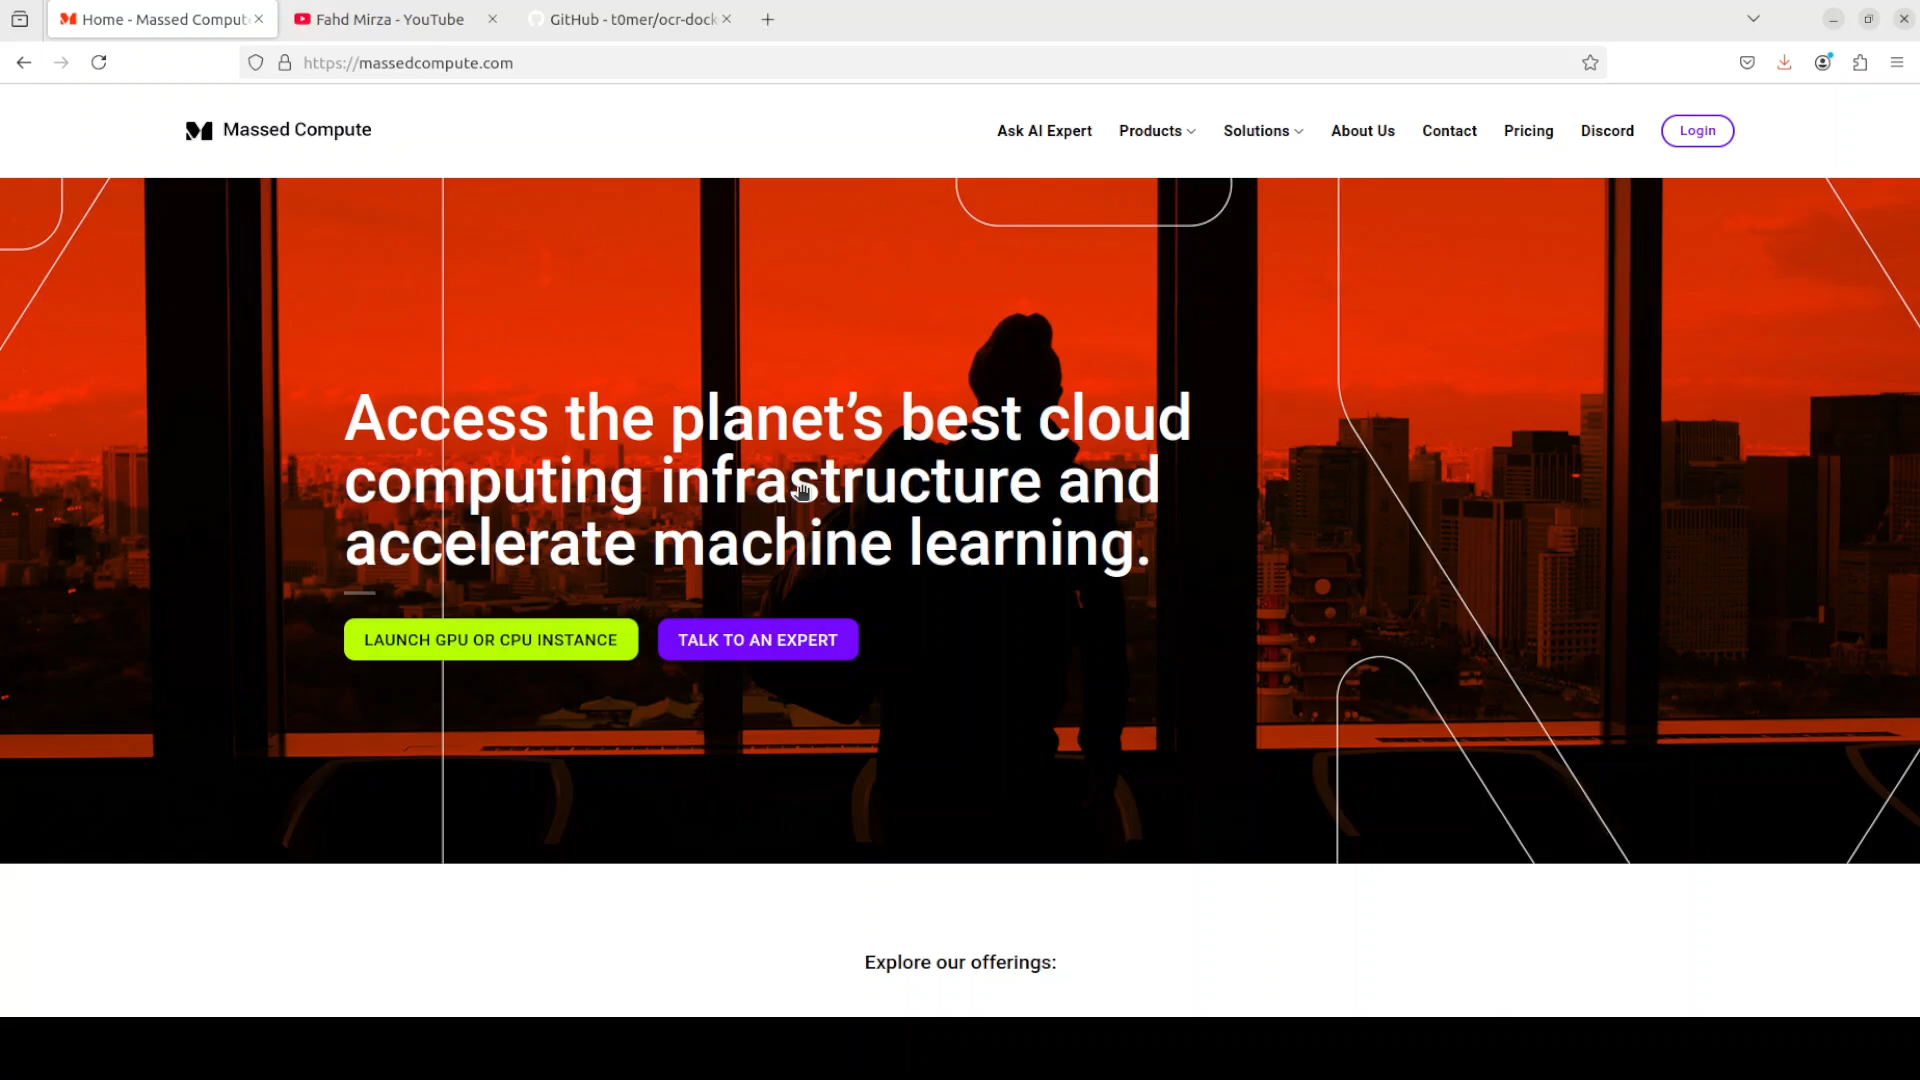 Home - Massed Comput
Fahd Mirza - YouTube
GitHub - t0mer/ocr-dock
https://massedcompute.com
Massed Compute
Ask AI Expert
Products
Solutions
About Us
Contact
Pricing
Discord
Login
Access the planet’s best cloud
computing infrastructure and
accelerate machine learning.
LAUNCH GPU OR CPU INSTANCE
TALK TO AN EXPERT
Explore our offerings: